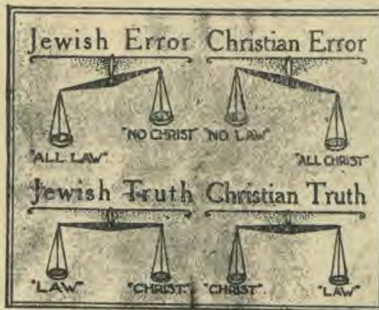 Jewish Error Christian Error
"NO CHRIST" "NO LAW"
"ALL LAW" "ALL CHRIST"
Jewish Truth Christian Truth
"LAW" "CHRIST" "CHRIST" "LAW"